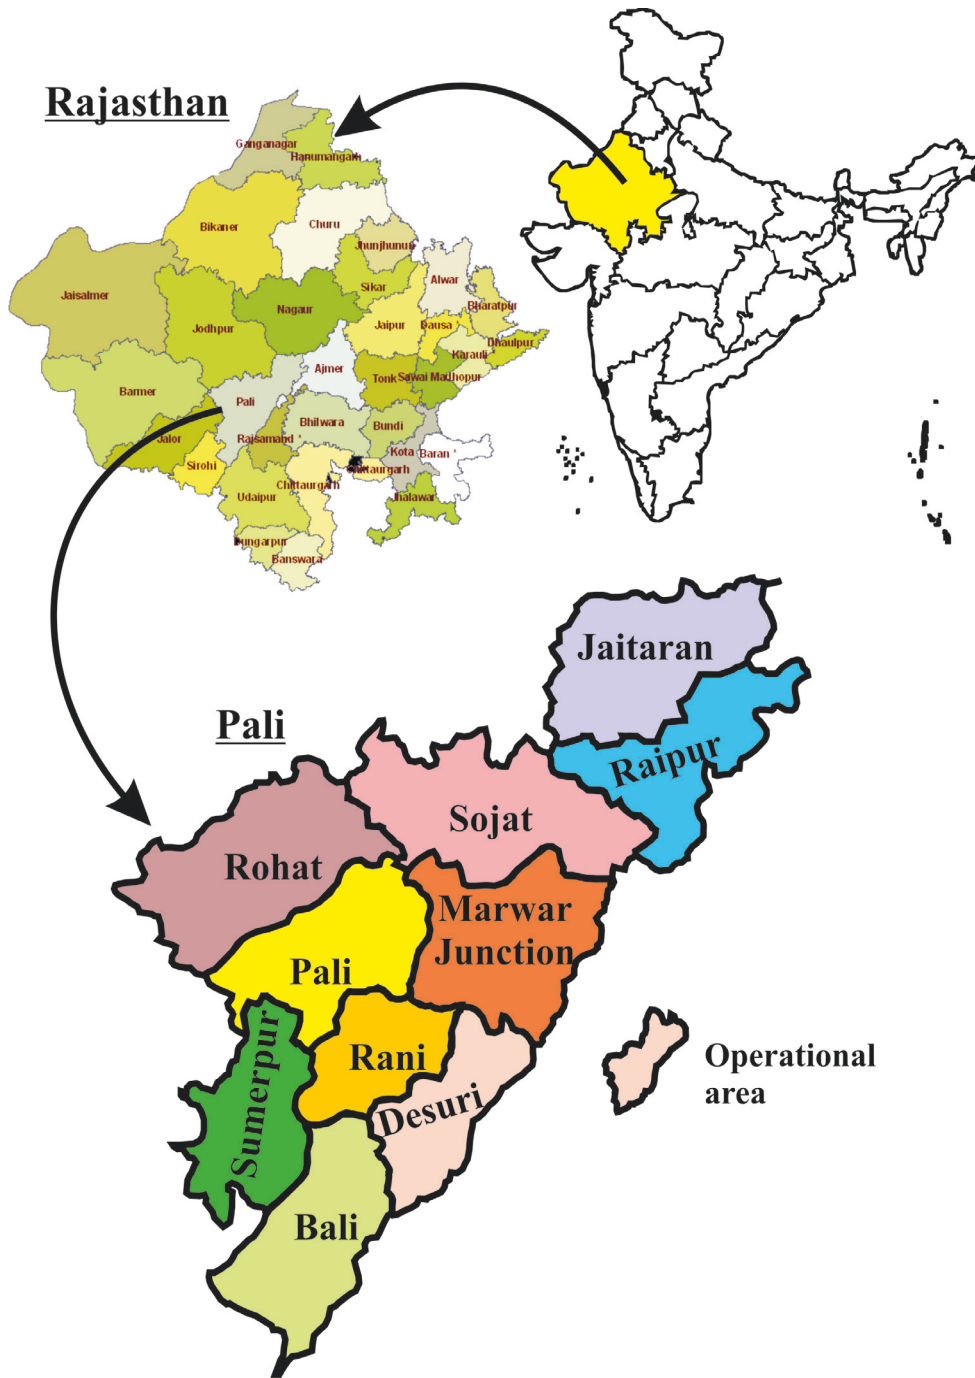 Rajasthan
Ganganagar
Hanumangarh
Bikaner
Churu
Jhunjhunun
Jaisalmer
Sikar
Alwar
Nagaur
Bharatpur
Jodhpur
Jaipur
Dausa
Dhaulpur
Karauli
Ajmer
Tonk
Sawai Madhopur
Barmer
Pali
Bhilwara
Bundi
Jalor
Rajsamand
Kota
Baran
Sirohi
Chittaurgarh
Chittaurgarh
Udaipur
Jhalawar
Dungarpur
Banswara
Jaitaran
Pali
Raipur
Sojat
Rohat
Marwar
Junction
Pali
Sumerpur
Rani
Operational
area
Desuri
Bali